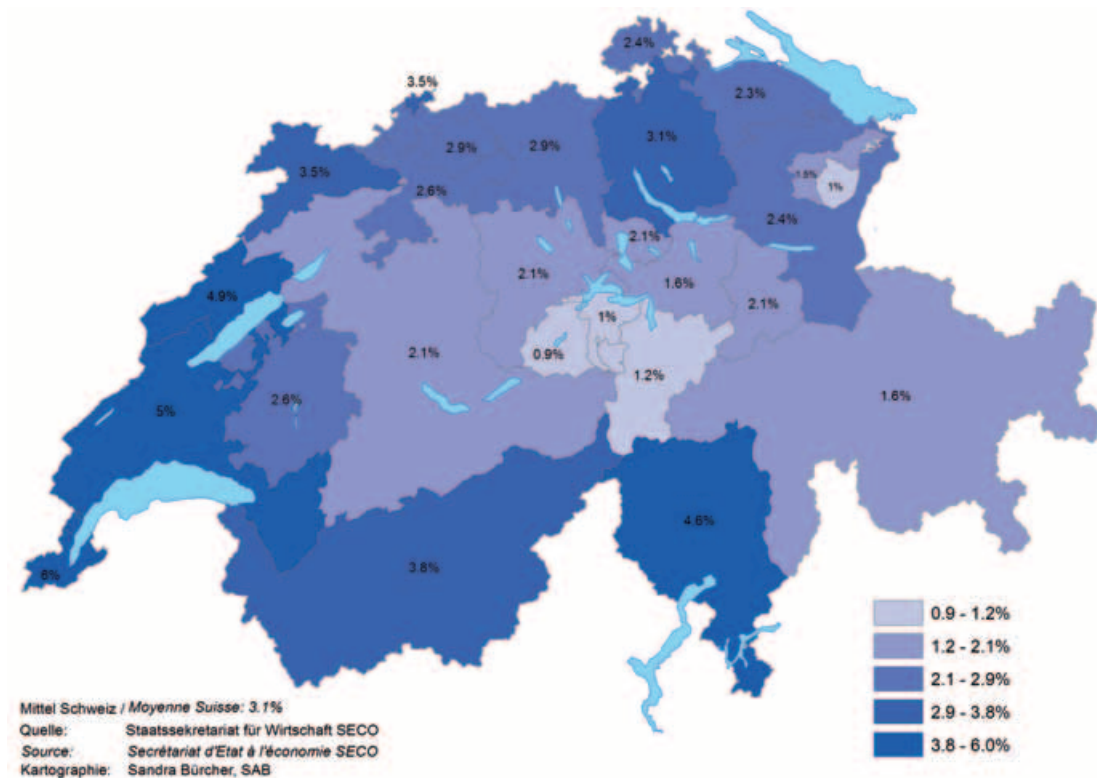 2.4%
3.5%
2.3%
3.1%
2.9%
2.9%
3.5%
1.8%
1%
2.6%
2.4%
2.1%
2.1%
1.6%
4.9%
2.1%
1%
2.1%
0.9%
1.2%
1.6%
2.6%
5%
4.6%
3.8%
6%
0.9 - 1.2%
1.2 - 2.1%
2.1 - 2.9%
2.9 - 3.8%
3.8 - 6.0%
Mittel Schweiz / Moyenne Suisse: 3.1%
Quelle: Staatssekretariat für Wirtschaft SECO
Source: Secrétariat d'Etat à l'économie SECO
Kartographie: Sandra Bürcher, SAB